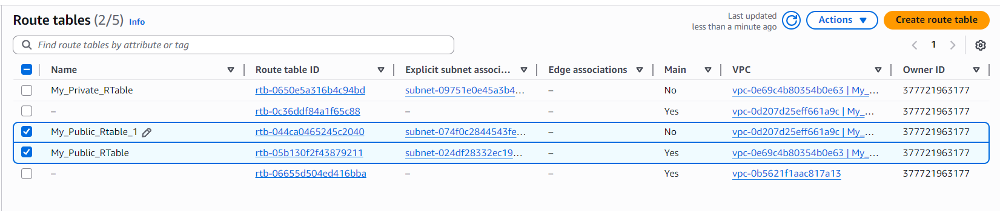 Route tables (2/5) Info
Last updated
less than a minute ago
Actions
Create route table
Find route tables by attribute or tag
1
Name Route table ID Explicit subnet associ... Edge associations Main VPC Owner ID
My_Private_RTable rtb-0650e5a316b4c94bd subnet-09751e0e45a3b4... – No vpc-0e69c4b80354b0e63 | My_... 377721963177
– rtb-0c36ddf84a1f65c88 – – Yes vpc-0d207d25eff661a9c | My_... 377721963177
My_Public_Rtable_1 rtb-044ca0465245c2040 subnet-074f0c2844543fe... – No vpc-0d207d25eff661a9c | My_... 377721963177
My_Public_RTable rtb-05b130f2f43879211 subnet-024df28332ec19... – Yes vpc-0e69c4b80354b0e63 | My_... 377721963177
– rtb-06655d504ed416bba – – Yes vpc-0b5621f1aac817a13 377721963177